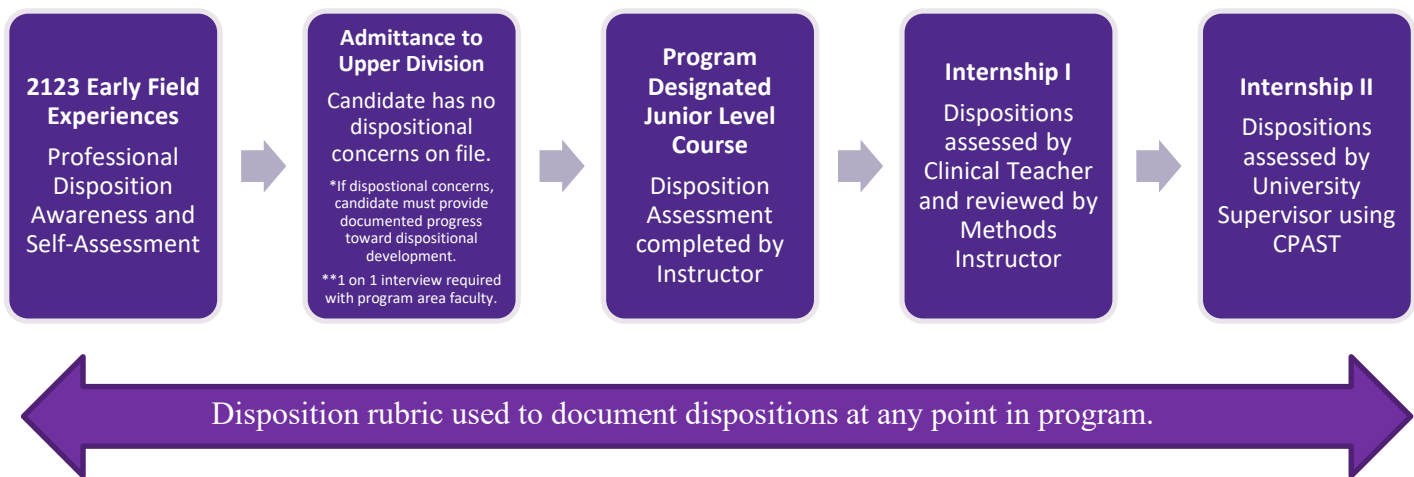 2123 Early Field
Experiences
Professional
Disposition
Awareness and
Self-Assessment
Admittance to
Upper Division
Candidate has no
dispositional
concerns on file.
*If dispostional concerns,
candidate must provide
documented progress
toward dispositional
development.
**1 on 1 interview required
with program area faculty.
Program
Designated
Junior Level
Course
Disposition
Assessment
completed by
Instructor
Internship I
Dispositions
assessed by
Clinical Teacher
and reviewed by
Methods
Instructor
Internship II
Dispositions
assessed by
University
Supervisor using
CPAST
Disposition rubric used to document dispositions at any point in program.